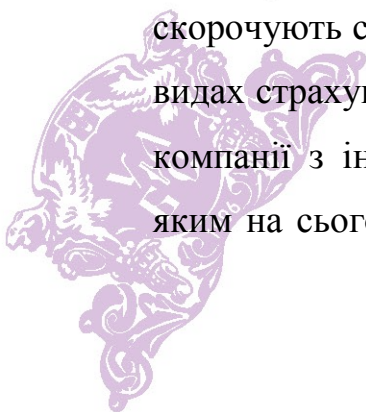 скорочують с
видах страху
компанії з ін
яким на сьог